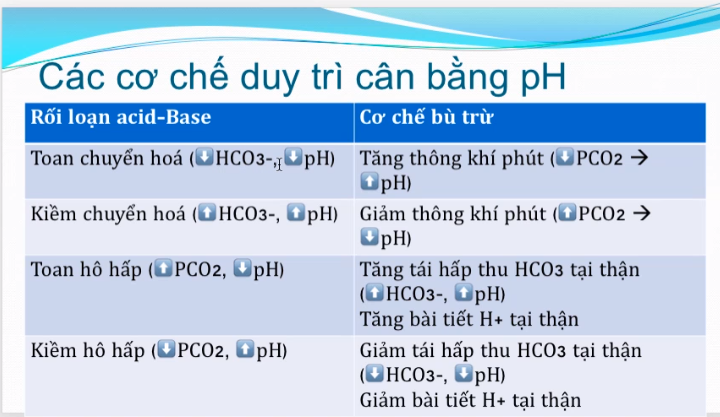 Các cơ chế duy trì cân bằng pH
Rối loạn acid-Base
Cơ chế bù trừ
Toan chuyển hoá (⬇HCO3-, ⬇pH)
Tăng thông khí phút (⬇PCO2 →
⬆pH)
Kiềm chuyển hoá (⬆HCO3-, ⬆pH)
Giảm thông khí phút (⬆PCO2 →
⬇pH)
Toan hô hấp (⬆PCO2, ⬇pH)
Tăng tái hấp thu HCO3 tại thận
(⬆HCO3-, ⬆pH)
Tăng bài tiết H+ tại thận
Kiềm hô hấp (⬇PCO2, ⬆pH)
Giảm tái hấp thu HCO3 tại thận
(⬇HCO3-, ⬇pH)
Giảm bài tiết H+ tại thận